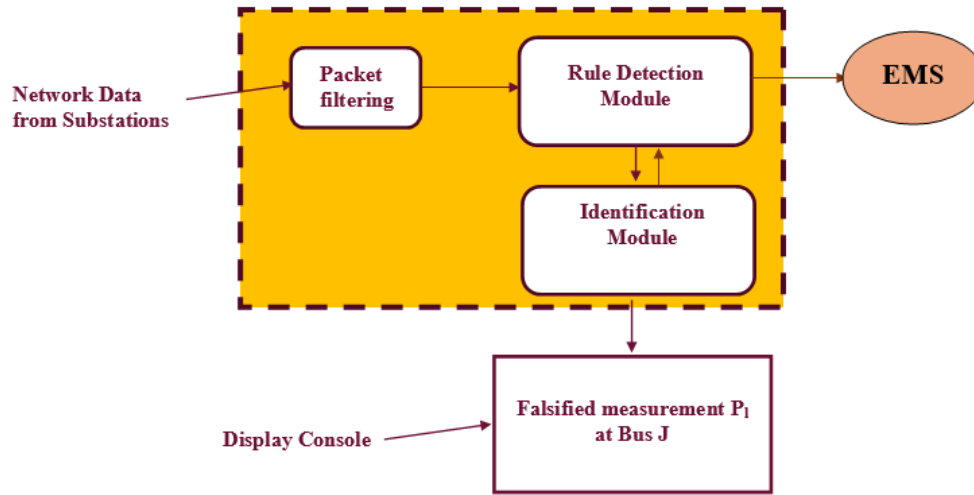 Network Data
from Substations
Packet
filtering
Rule Detection
Module
EMS
Identification
Module
Display Console
Falsified measurement Pₗ
at Bus J